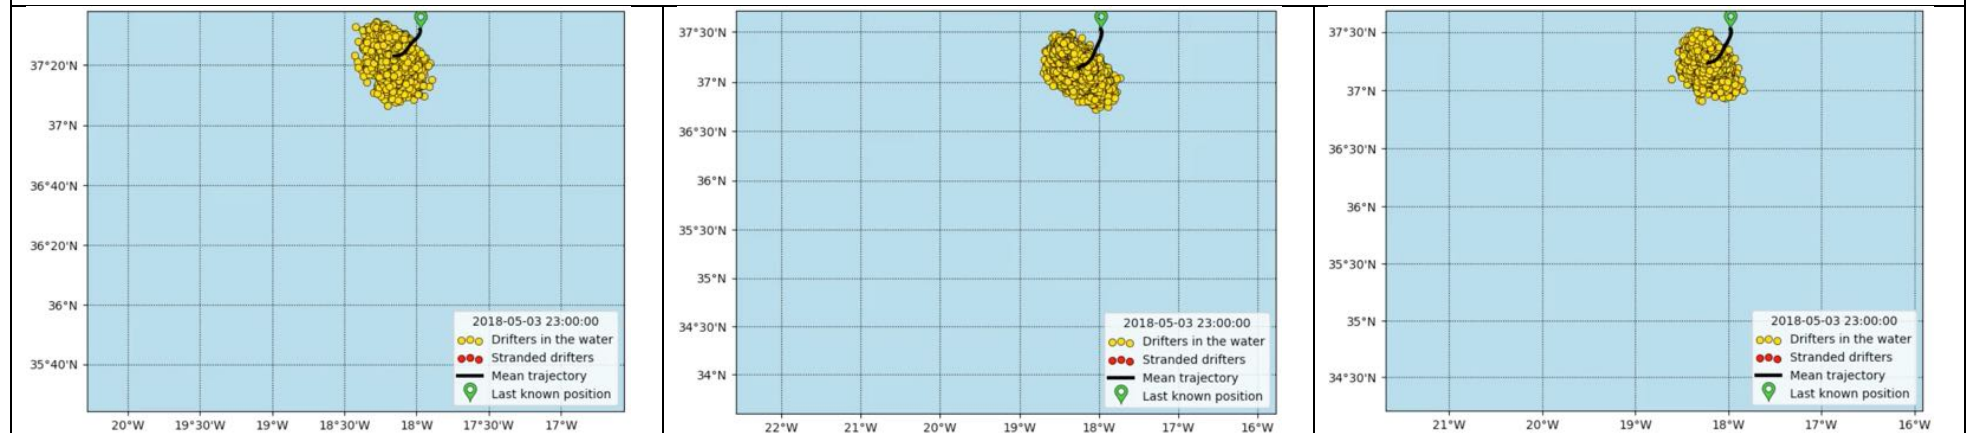 37°20'N
37°N
36°40'N
36°20'N
36°N
35°40'N
20°W 19°30'W 19°W 18°30'W 18°W 17°30'W 17°W
2018-05-03 23:00:00
Drifters in the water
Stranded drifters
Mean trajectory
Last known position
37°30'N
37°N
36°30'N
36°N
35°30'N
35°N
34°30'N
34°N
22°W 21°W 20°W 19°W 18°W 17°W 16°W
2018-05-03 23:00:00
Drifters in the water
Stranded drifters
Mean trajectory
Last known position
37°30'N
37°N
36°30'N
36°N
35°30'N
35°N
34°30'N
21°W 20°W 19°W 18°W 17°W 16°W
2018-05-03 23:00:00
Drifters in the water
Stranded drifters
Mean trajectory
Last known position